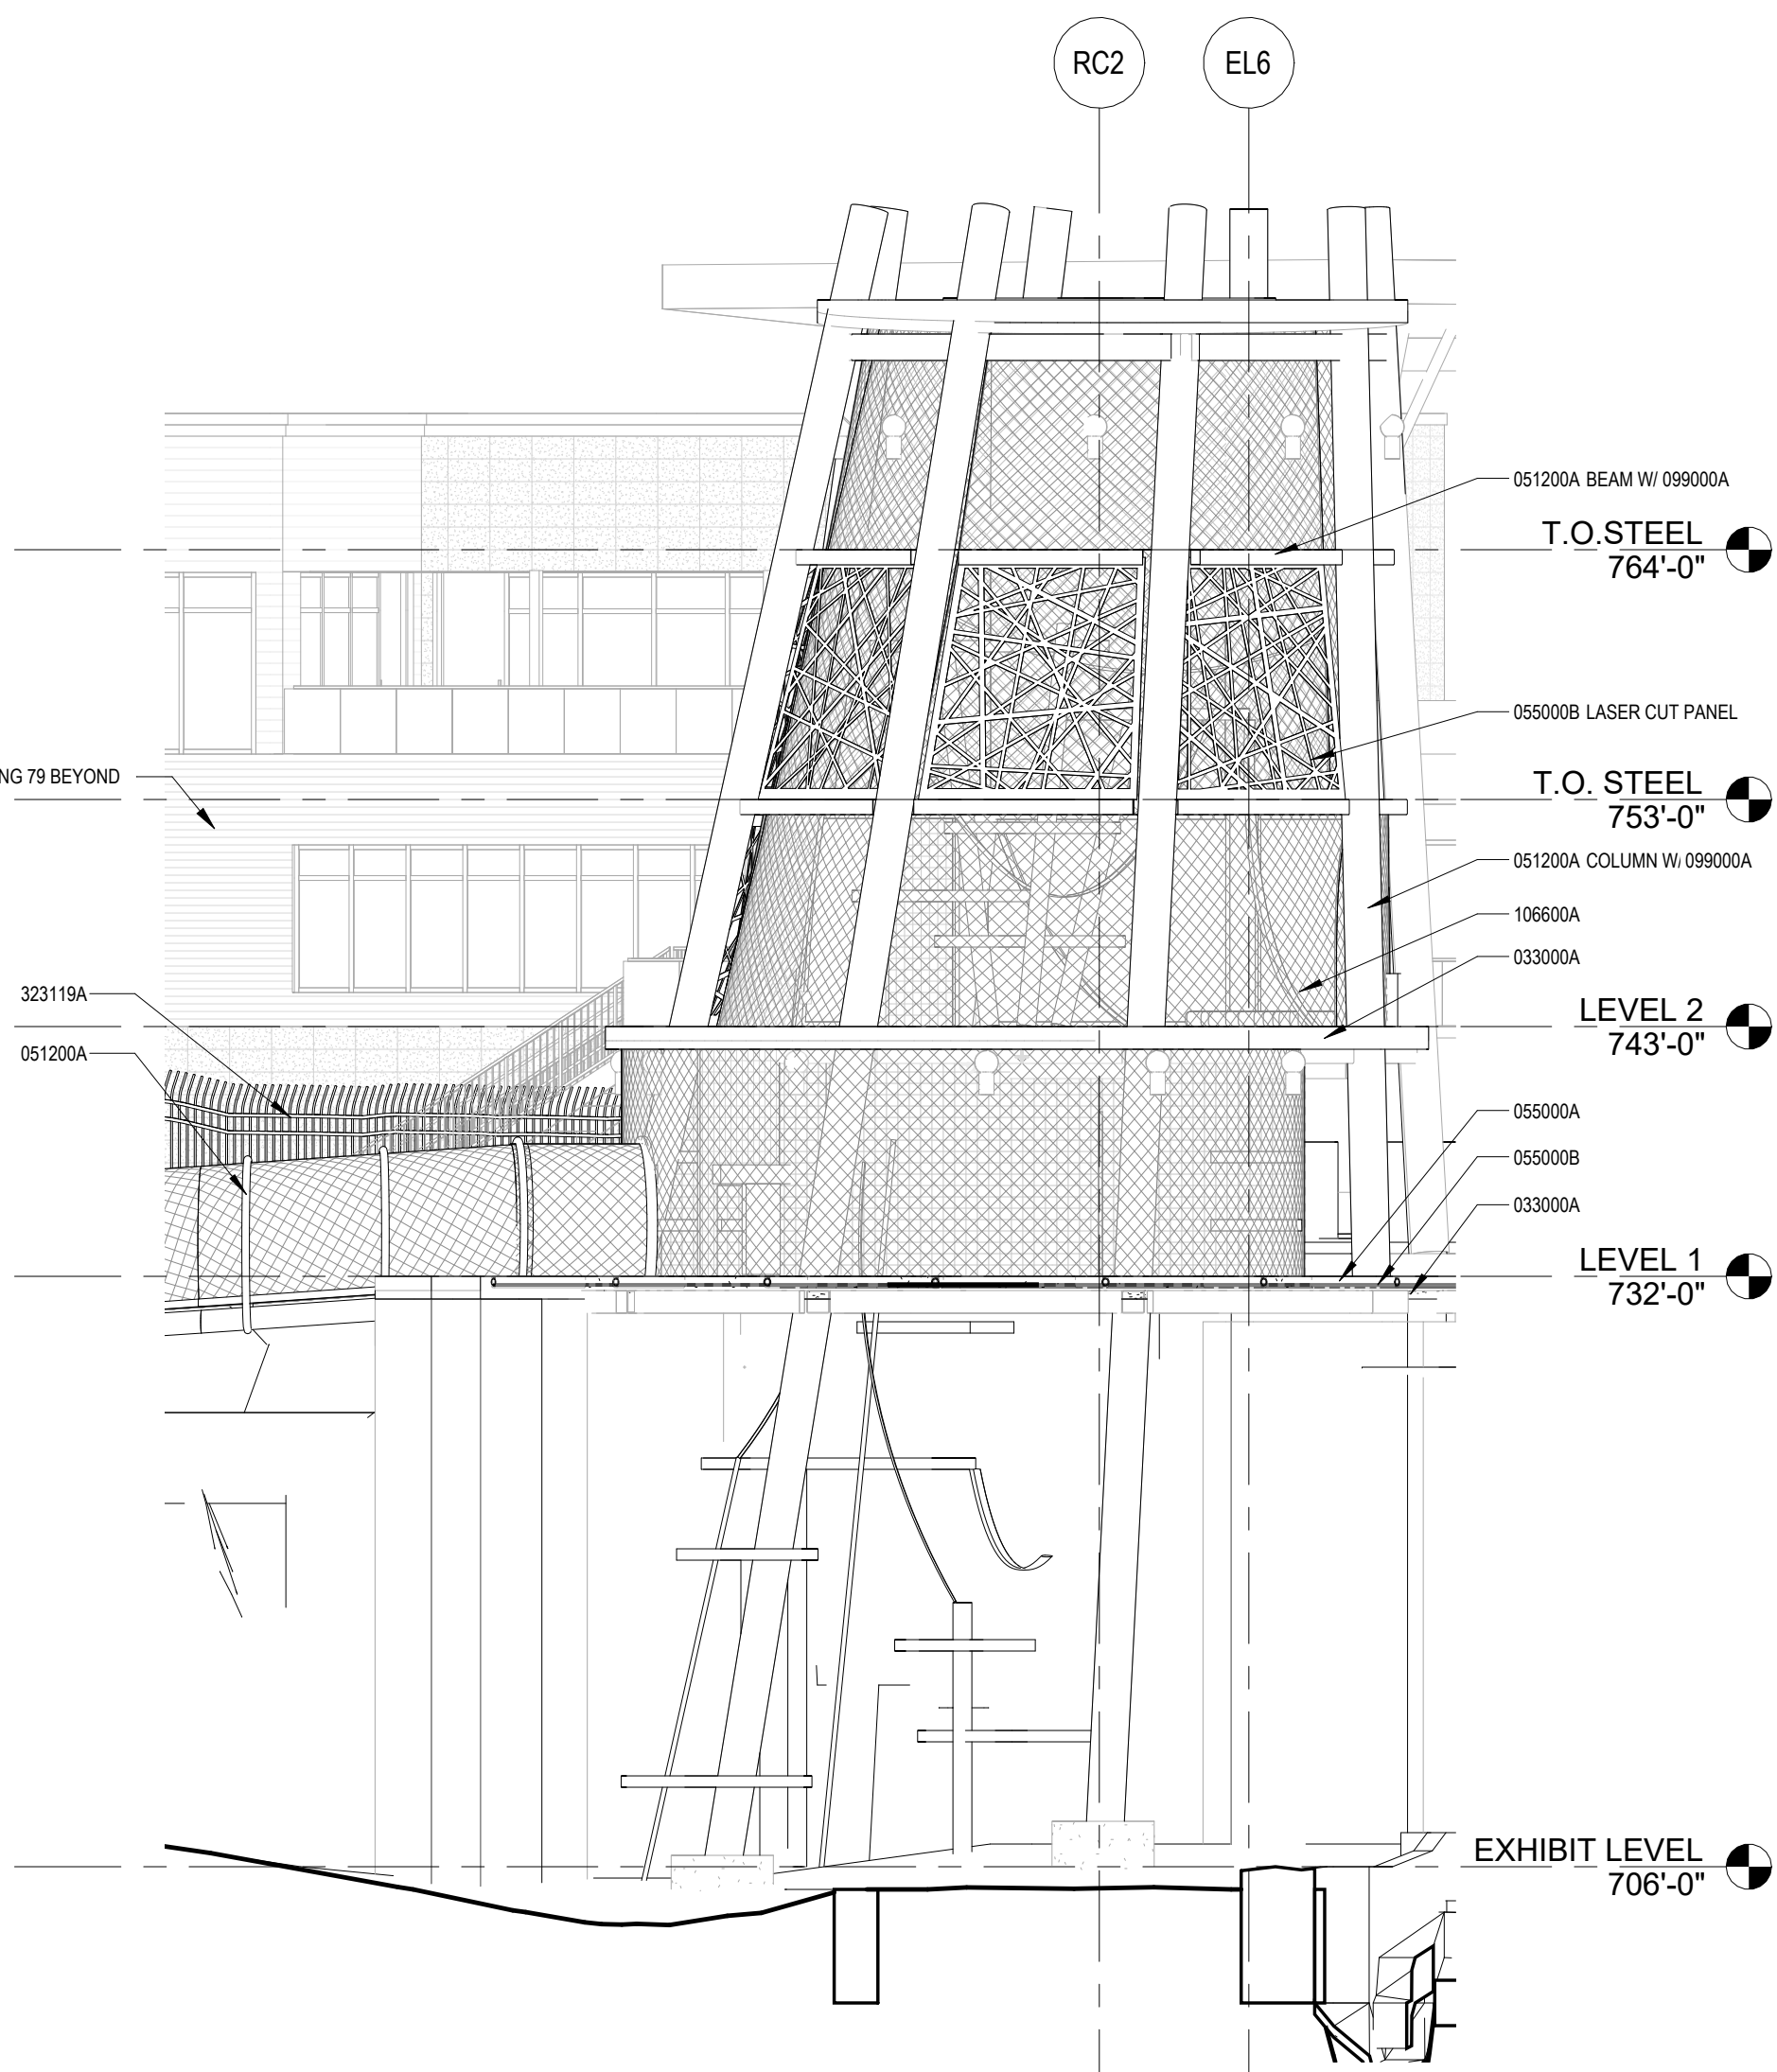 RC2
EL6
051200A BEAM W/ 099000A
T.O.STEEL
764'-0"
055000B LASER CUT PANEL
NG 79 BEYOND
T.O. STEEL
753'-0"
051200A COLUMN W/ 099000A
106600A
033000A
323119A
LEVEL 2
743'-0"
051200A
055000A
055000B
033000A
LEVEL 1
732'-0"
EXHIBIT LEVEL
706'-0"